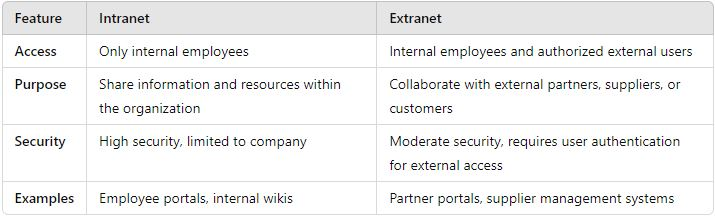 Feature Intranet Extranet
Access Only internal employees Internal employees and authorized external users
Purpose Share information and resources within the organization Collaborate with external partners, suppliers, or customers
Security High security, limited to company Moderate security, requires user authentication for external access
Examples Employee portals, internal wikis Partner portals, supplier management systems